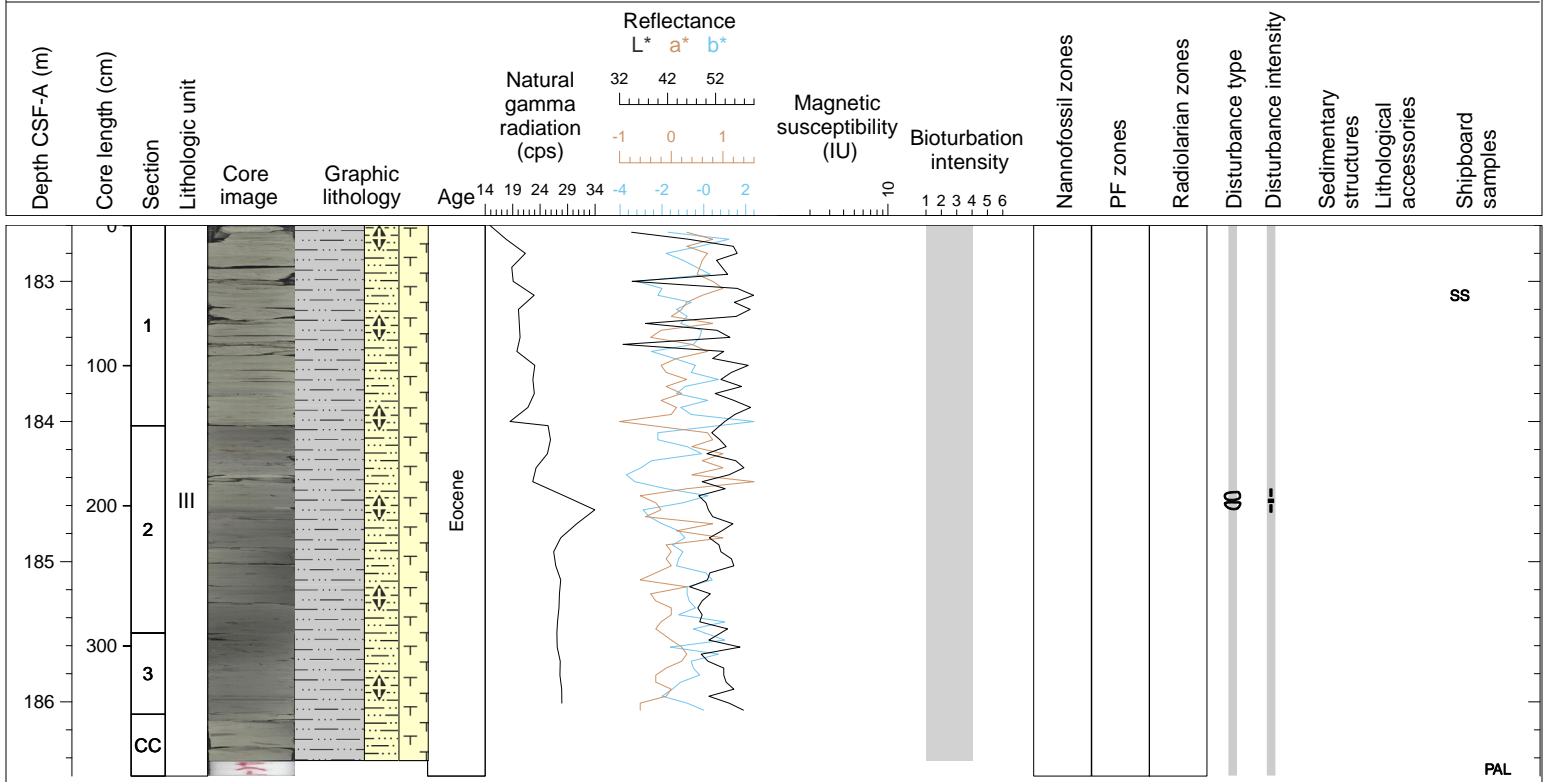 Depth CSF-A (m)
Core length (cm)
Section
Lithologic unit
Core
image
Graphic
lithology
Age
Natural
gamma
radiation
(cps)
14 19 24 29 34
Reflectance
L* a* b*
32 42 52
-1 0 1
-4 -2 -0 2
Magnetic
susceptibility
(IU)
10
Bioturbation
intensity
1 2 3 4 5 6
Nannofossil zones
PF zones
Radiolarian zones
Disturbance type
Disturbance intensity
Sedimentary
structures
Lithological
accessories
Shipboard
samples
0
183
SS
1
100
184
200
III
2
Eocene
185
300
3
186
CC
PAL